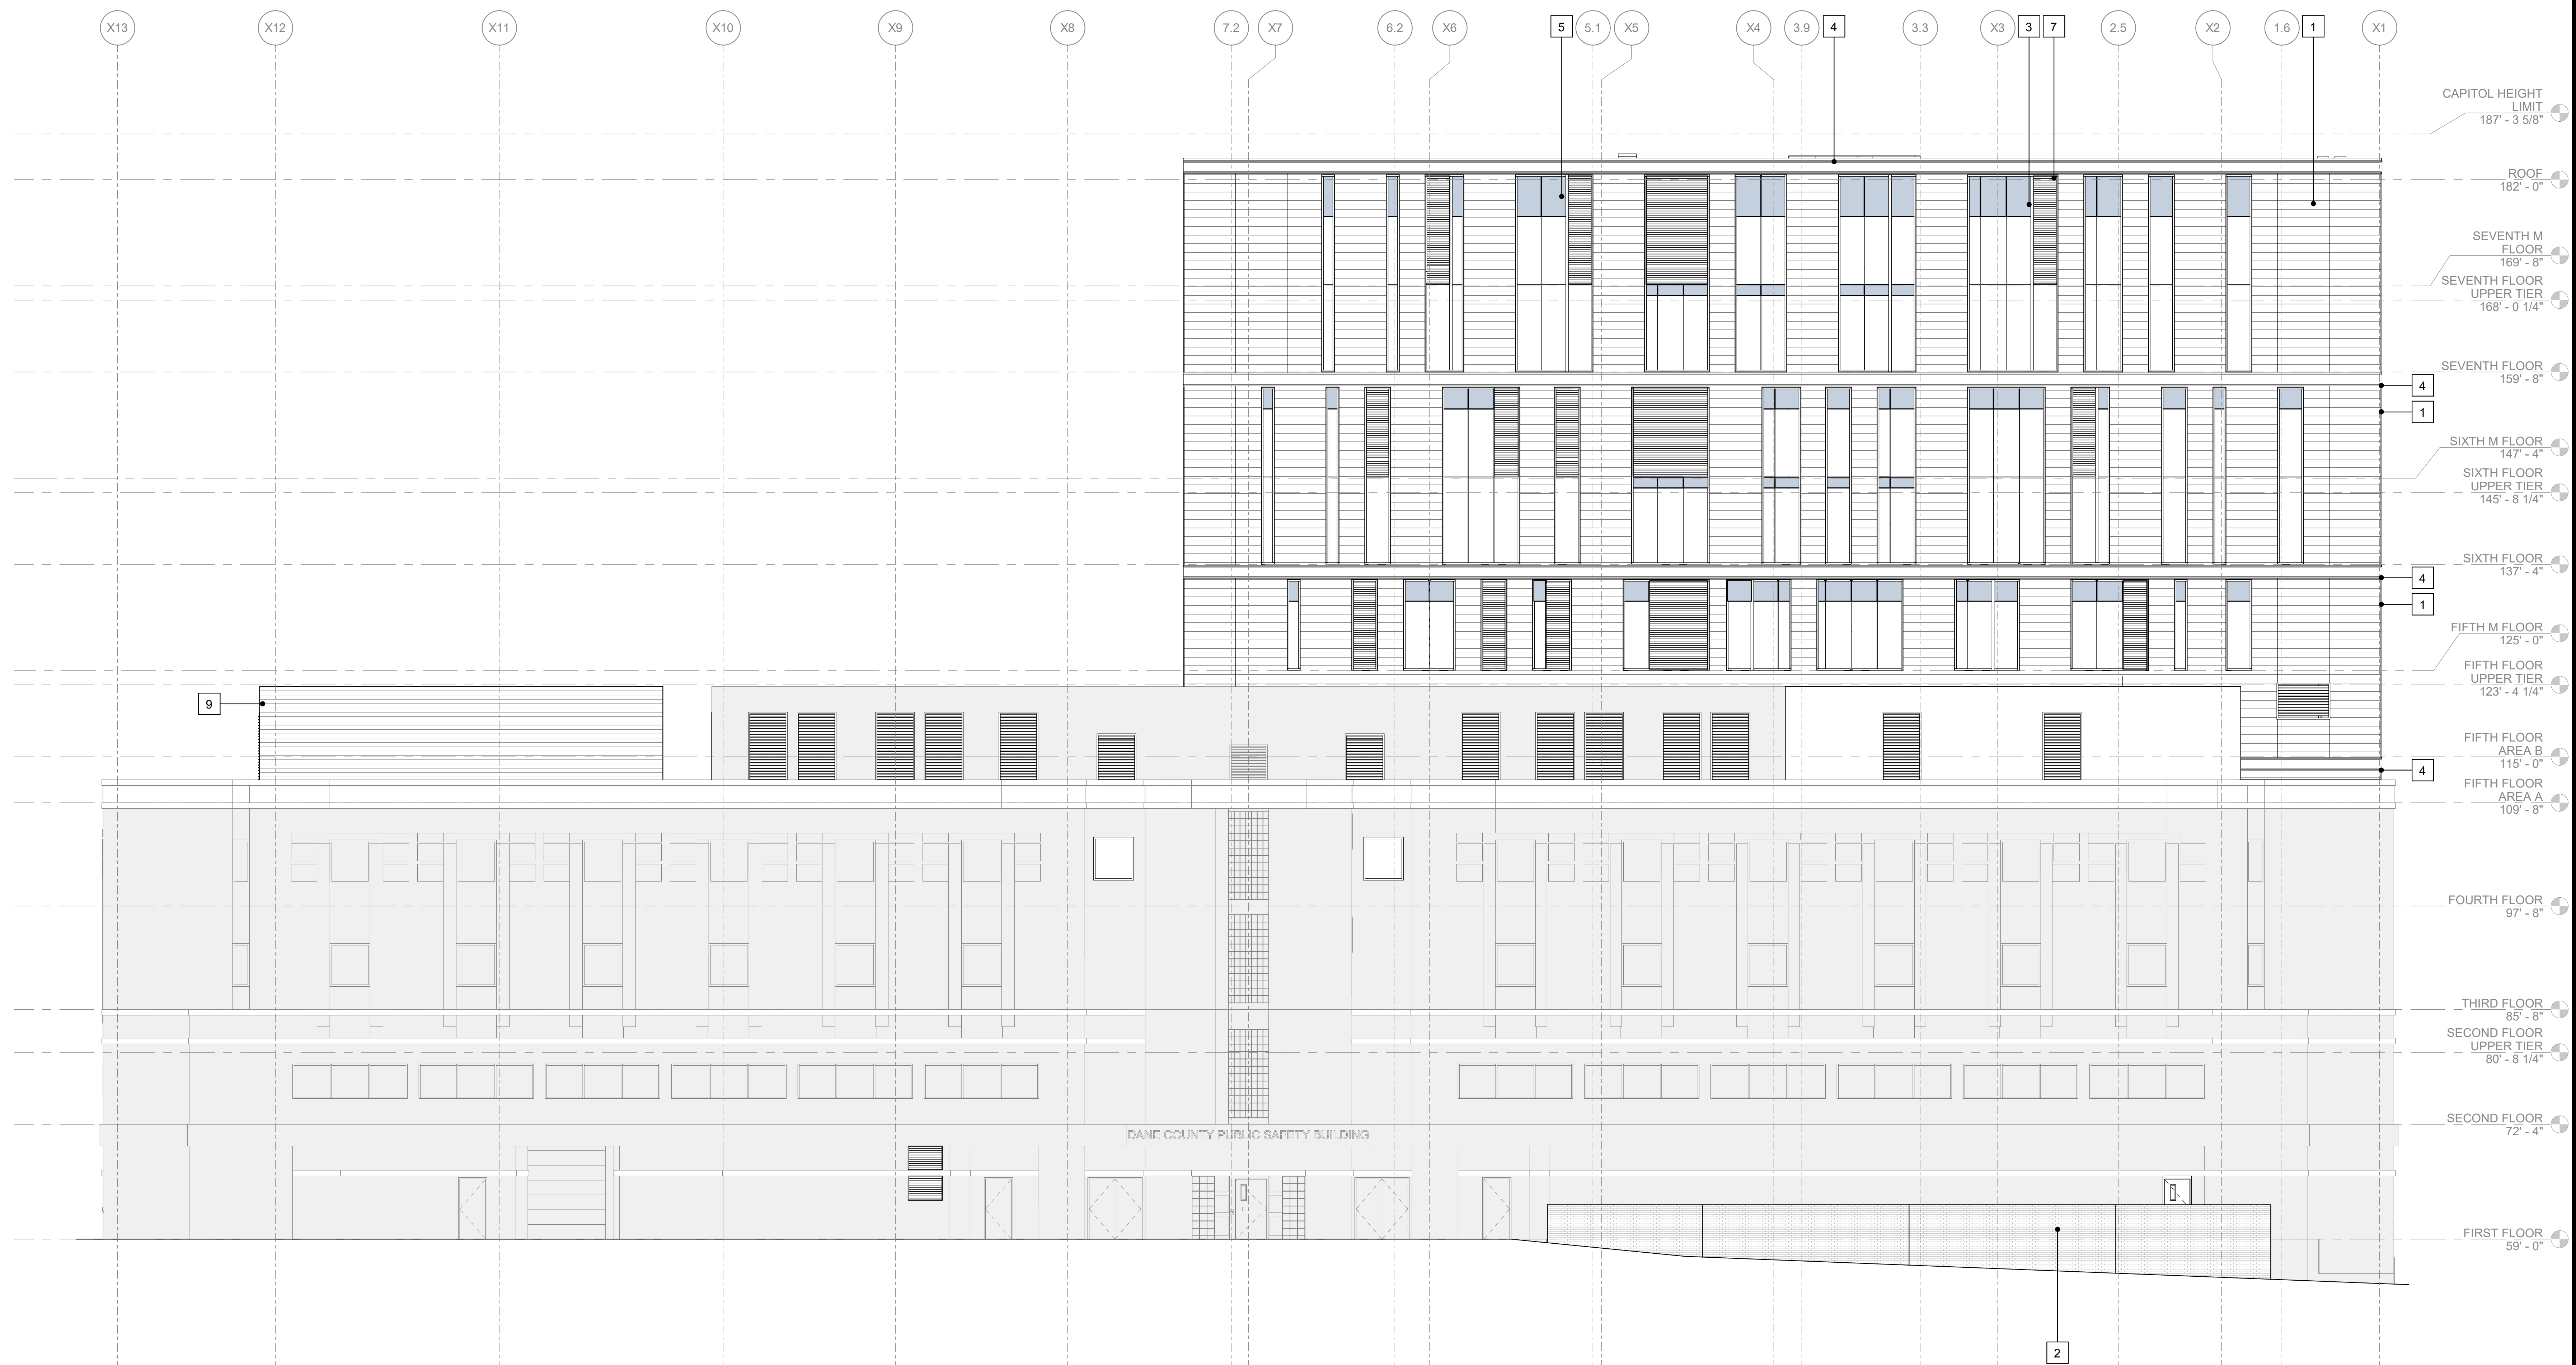 X13 X12 X11 X10 X9 X8 7.2 X7 6.2 X6 5 5.1 X5 X4 3.9 4 3.3 X3 3 7 2.5 X2 1.6 1 X1
CAPITOL HEIGHT
LIMIT
187' - 3 5/8"
ROOF
182' - 0"
SEVENTH M
FLOOR
169' - 8"
SEVENTH FLOOR
UPPER TIER
168' - 0 1/4"
SEVENTH FLOOR
159' - 8"
4
1
SIXTH M FLOOR
147' - 4"
SIXTH FLOOR
UPPER TIER
145' - 8 1/4"
SIXTH FLOOR
137' - 4"
4
1
FIFTH M FLOOR
125' - 0"
FIFTH FLOOR
UPPER TIER
123' - 4 1/4"
9
FIFTH FLOOR
AREA B
115' - 0"
4
FIFTH FLOOR
AREA A
109' - 8"
FOURTH FLOOR
97' - 8"
THIRD FLOOR
85' - 8"
SECOND FLOOR
UPPER TIER
80' - 8 1/4"
SECOND FLOOR
72' - 4"
DANE COUNTY PUBLIC SAFETY BUILDING
FIRST FLOOR
59' - 0"
2